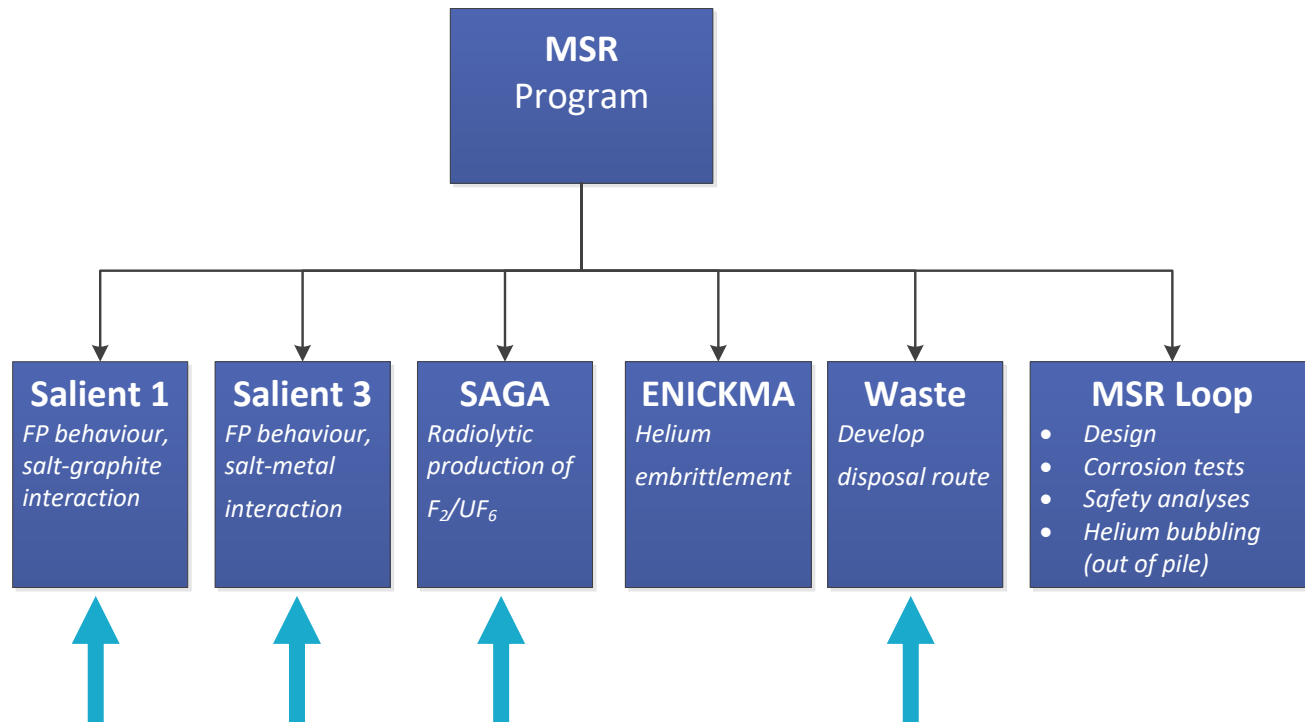 MSR
Program
Salient 1
FP behaviour,
salt-graphite
interaction
Salient 3
FP behaviour,
salt-metal
interaction
SAGA
Radiolytic
production of
F₂/UF₆
ENICKMA
Helium
embrittlement
Waste
Develop
disposal route
MSR Loop
• Design
• Corrosion tests
• Safety analyses
• Helium bubbling
(out of pile)